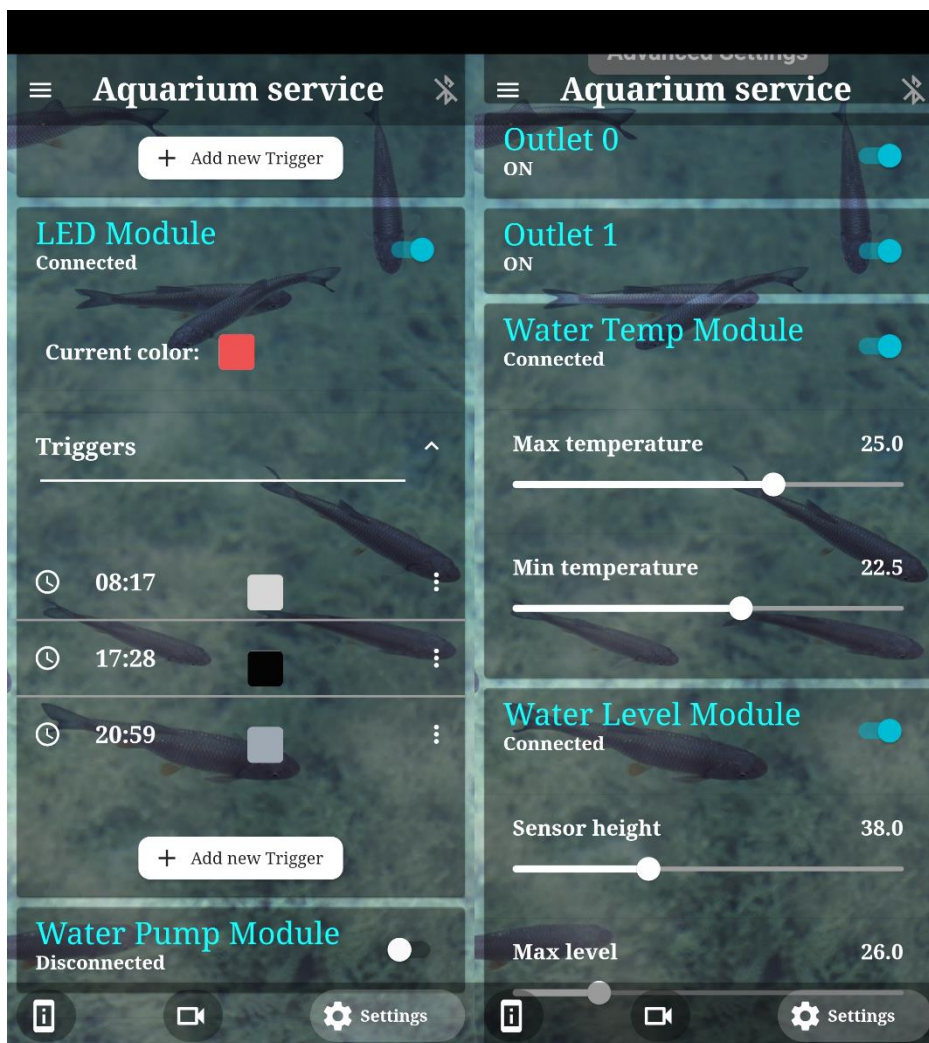 Aquarium service
+ Add new Trigger
LED Module
Connected
Current color:
Triggers
08:17
17:28
20:59
+ Add new Trigger
Water Pump Module
Disconnected
Settings
Advanced Settings
Aquarium service
Outlet 0
ON
Outlet 1
ON
Water Temp Module
Connected
Max temperature 25.0
Min temperature 22.5
Water Level Module
Connected
Sensor height 38.0
Max level 26.0
Settings